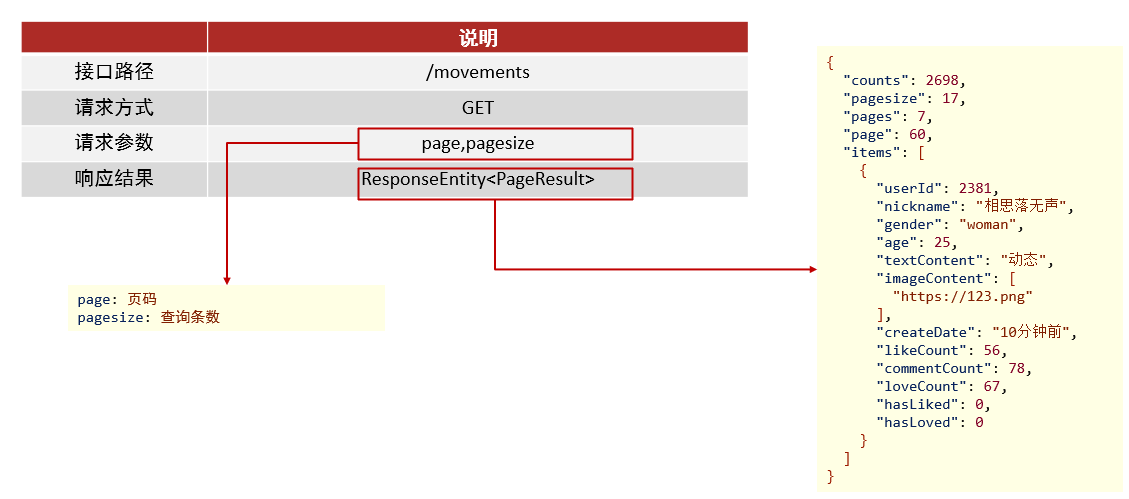 说明
接口路径 /movements
请求方式 GET
请求参数 page,pagesize
响应结果 ResponseEntity<PageResult>
page: 页码
pagesize: 查询条数
{
"counts": 2698,
"pagesize": 17,
"pages": 7,
"page": 60,
"items": [
{
"userId": 2381,
"nickname": "相思落无声",
"gender": "woman",
"age": 25,
"textContent": "动态",
"imageContent": [
"https://123.png"
],
"createDate": "10分钟前",
"likeCount": 56,
"commentCount": 78,
"loveCount": 67,
"hasLiked": 0,
"hasLoved": 0
}
]
}